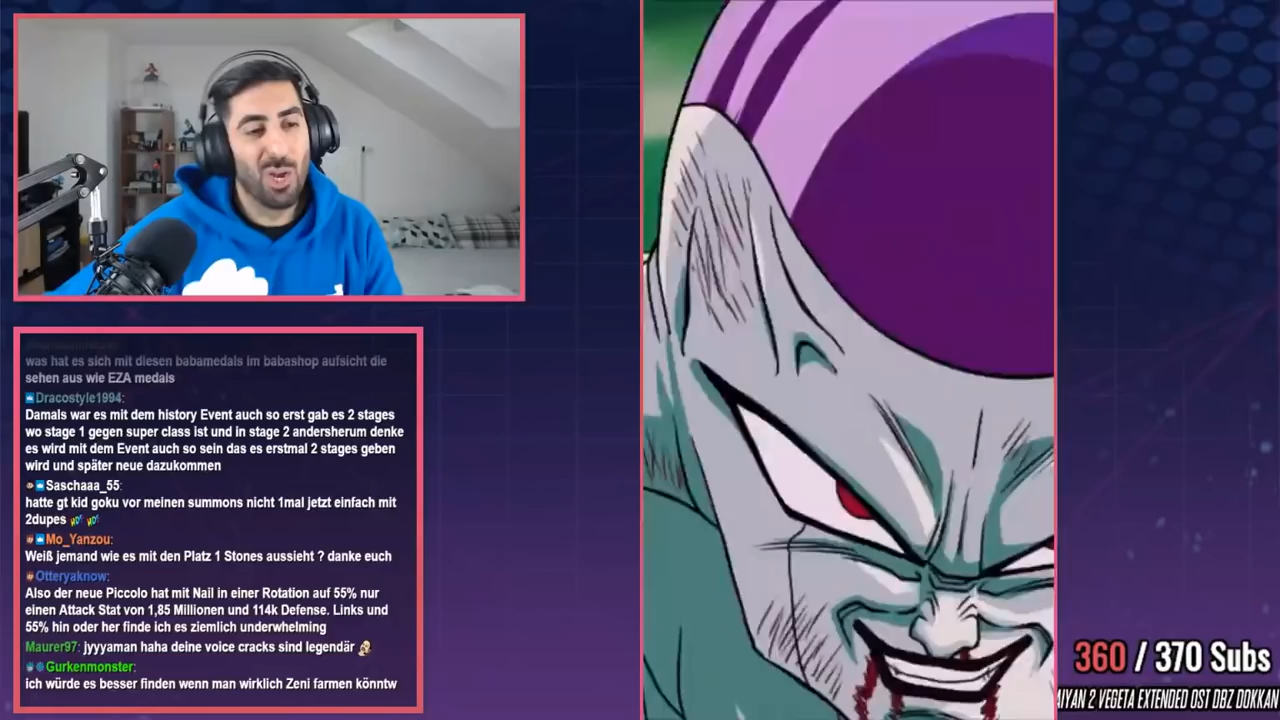 was hat es sich mit diesen babamedals im babashop aufsicht die
sehen aus wie EZA medals
Dracostyle1994:
Damals war es mit dem history Event auch so erst gab es 2 stages
wo stage 1 gegen super class ist und in stage 2 andersherum denke
es wird mit dem Event auch so sein das es erstmal 2 stages geben
wird und später neue dazukommen
Saschaaa_55:
hatte gt kid goku vor meinen summons nicht 1mal jetzt einfach mit
2dupes
Mo_Yanzou:
Weiß jemand wie es mit den Platz 1 Stones aussieht ? danke euch
Otteryaknow:
Also der neue Piccolo hat mit Nail in einer Rotation auf 55% nur
einen Attack Stat von 1,85 Millionen und 114k Defense. Links und
55% hin oder her finde ich es ziemlich underwhelming
Maurer97: jyyyaman haha deine voice cracks sind legendär
Gurkenmonster:
ich würde es besser finden wenn man wirklich Zeni farmen könntw
360 / 370 Subs
AIYAN 2 VEGETA EXTENDED OST DBZ DOKKAN